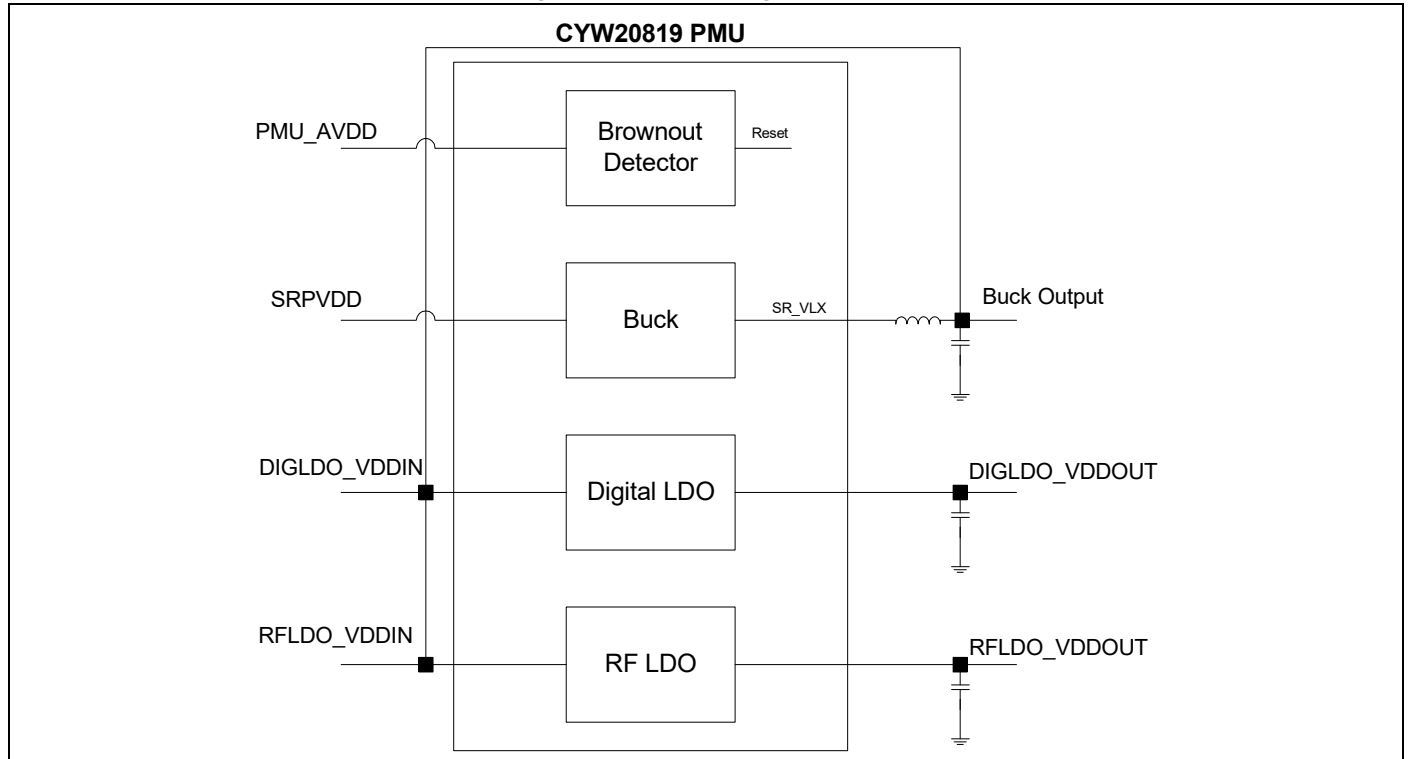 CYW20819 PMU
PMU_AVDD
Brownout
Detector
Reset
SRPVDD
Buck
SR_VLX
Buck Output
DIGLDO_VDDIN
Digital LDO
DIGLDO_VDDOUT
RFLDO_VDDIN
RF LDO
RFLDO_VDDOUT